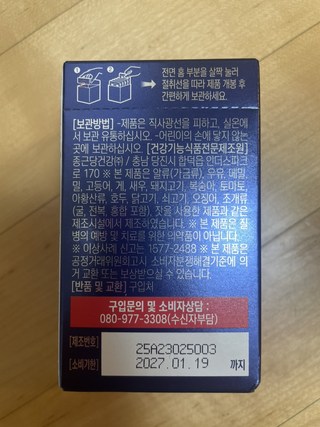 전면 홈 부분을 살짝 눌러
절취선을 따라 제품 개봉 후
간편하게 보관하세요.
[보관방법] -제품은 직사광선을 피하고, 실온에
서 보관 유통하십시오. -어린이의 손에 닿지 않는
곳에 보관하십시오. [건강기능식품전문제조원]
종근당건강㈜ / 충남 당진시 합덕읍 인더스파크
로 170 ※ 본 제품은 알류(가금류), 우유, 메밀,
밀, 고등어, 게, 새우, 돼지고기, 복숭아, 토마토,
아황산류, 호두, 닭고기, 쇠고기, 오징어, 조개류
(굴, 전복, 홍합 포함), 잣을 사용한 제품과 같은
제조시설에서 제조하였습니다. ※ 본 제품은 질
병의 예방 및 치료를 위한 의약품이 아닙니다.
※ 이상사례 신고는 1577-2488 ※ 본 제품은
공정거래위원회고시 소비자분쟁해결기준에 의
거 교환 또는 보상받으실 수 있습니다.
[반품 및 교환] 구입처
구입문의 및 소비자상담 :
080-977-3308(수신자부담)
[제조번호] 25A23025003
[소비기한] 2027.01.19 까지